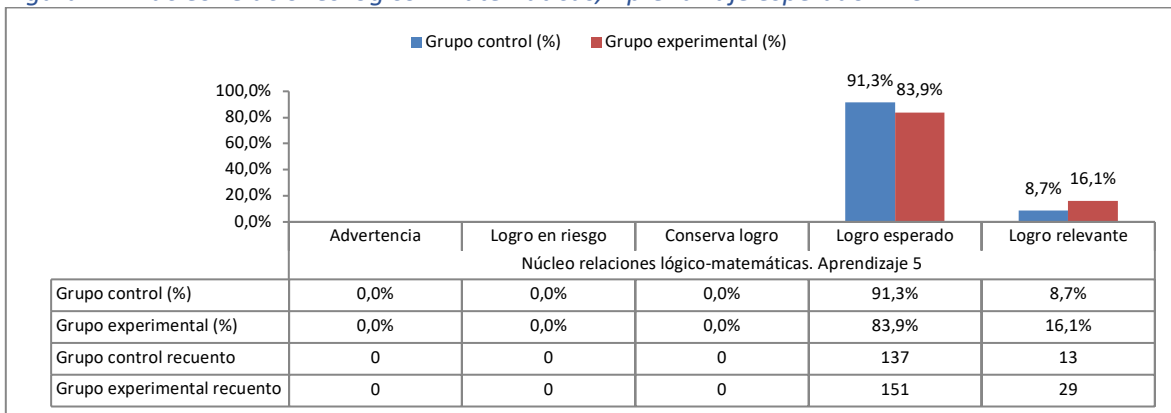 Grupo control (%) Grupo experimental (%)
91,3% 83,9%
8,7% 16,1%
100,0%
80,0%
60,0%
40,0%
20,0%
0,0%
Advertencia Logro en riesgo Conserva logro Logro esperado Logro relevante
Núcleo relaciones lógico-matemáticas. Aprendizaje 5
Grupo control (%) 0,0% 0,0% 0,0% 91,3% 8,7%
Grupo experimental (%) 0,0% 0,0% 0,0% 83,9% 16,1%
Grupo control recuento 0 0 0 137 13
Grupo experimental recuento 0 0 0 151 29